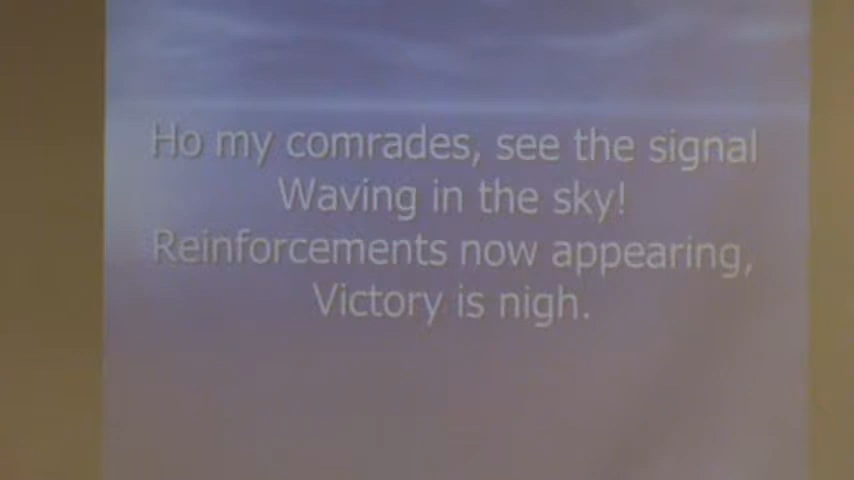 Ho my comrades, see the signal
Waving in the sky!
Reinforcements now appearing,
Victory is nigh.